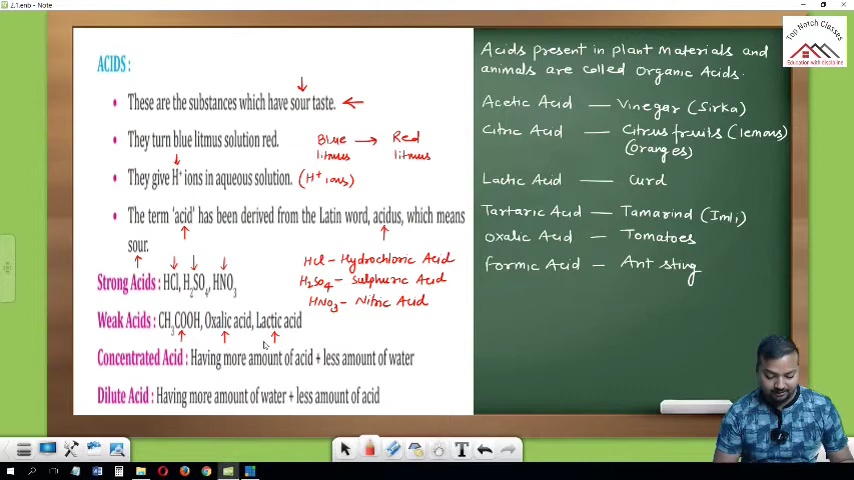 2.1.enb - Note
Top Notch Classes
Education with discipline
ACIDS :
• These are the substances which have sour taste.
• They turn blue litmus solution red.
Blue litmus → Red litmus
• They give H+ ions in aqueous solution. (H+ ions)
• The term 'acid' has been derived from the Latin word, acidus, which means
sour.
HCl - Hydrochloric Acid
H2SO4 - Sulphuric Acid
HNO3 - Nitric Acid
Strong Acids : HCl, H2SO4, HNO3
Weak Acids : CH3COOH, Oxalic acid, Lactic acid
Concentrated Acid : Having more amount of acid + less amount of water
Dilute Acid : Having more amount of water + less amount of acid
Acids present in plant Materials and
animals are called Organic Acids.
Acetic Acid — Vinegar (Sirka)
Citric Acid — Citrus fruits (lemons)
(Oranges)
Lactic Acid — Curd
Tartaric Acid — Tamarind (Imli)
Oxalic Acid — Tomatoes
Formic Acid — Ant sting